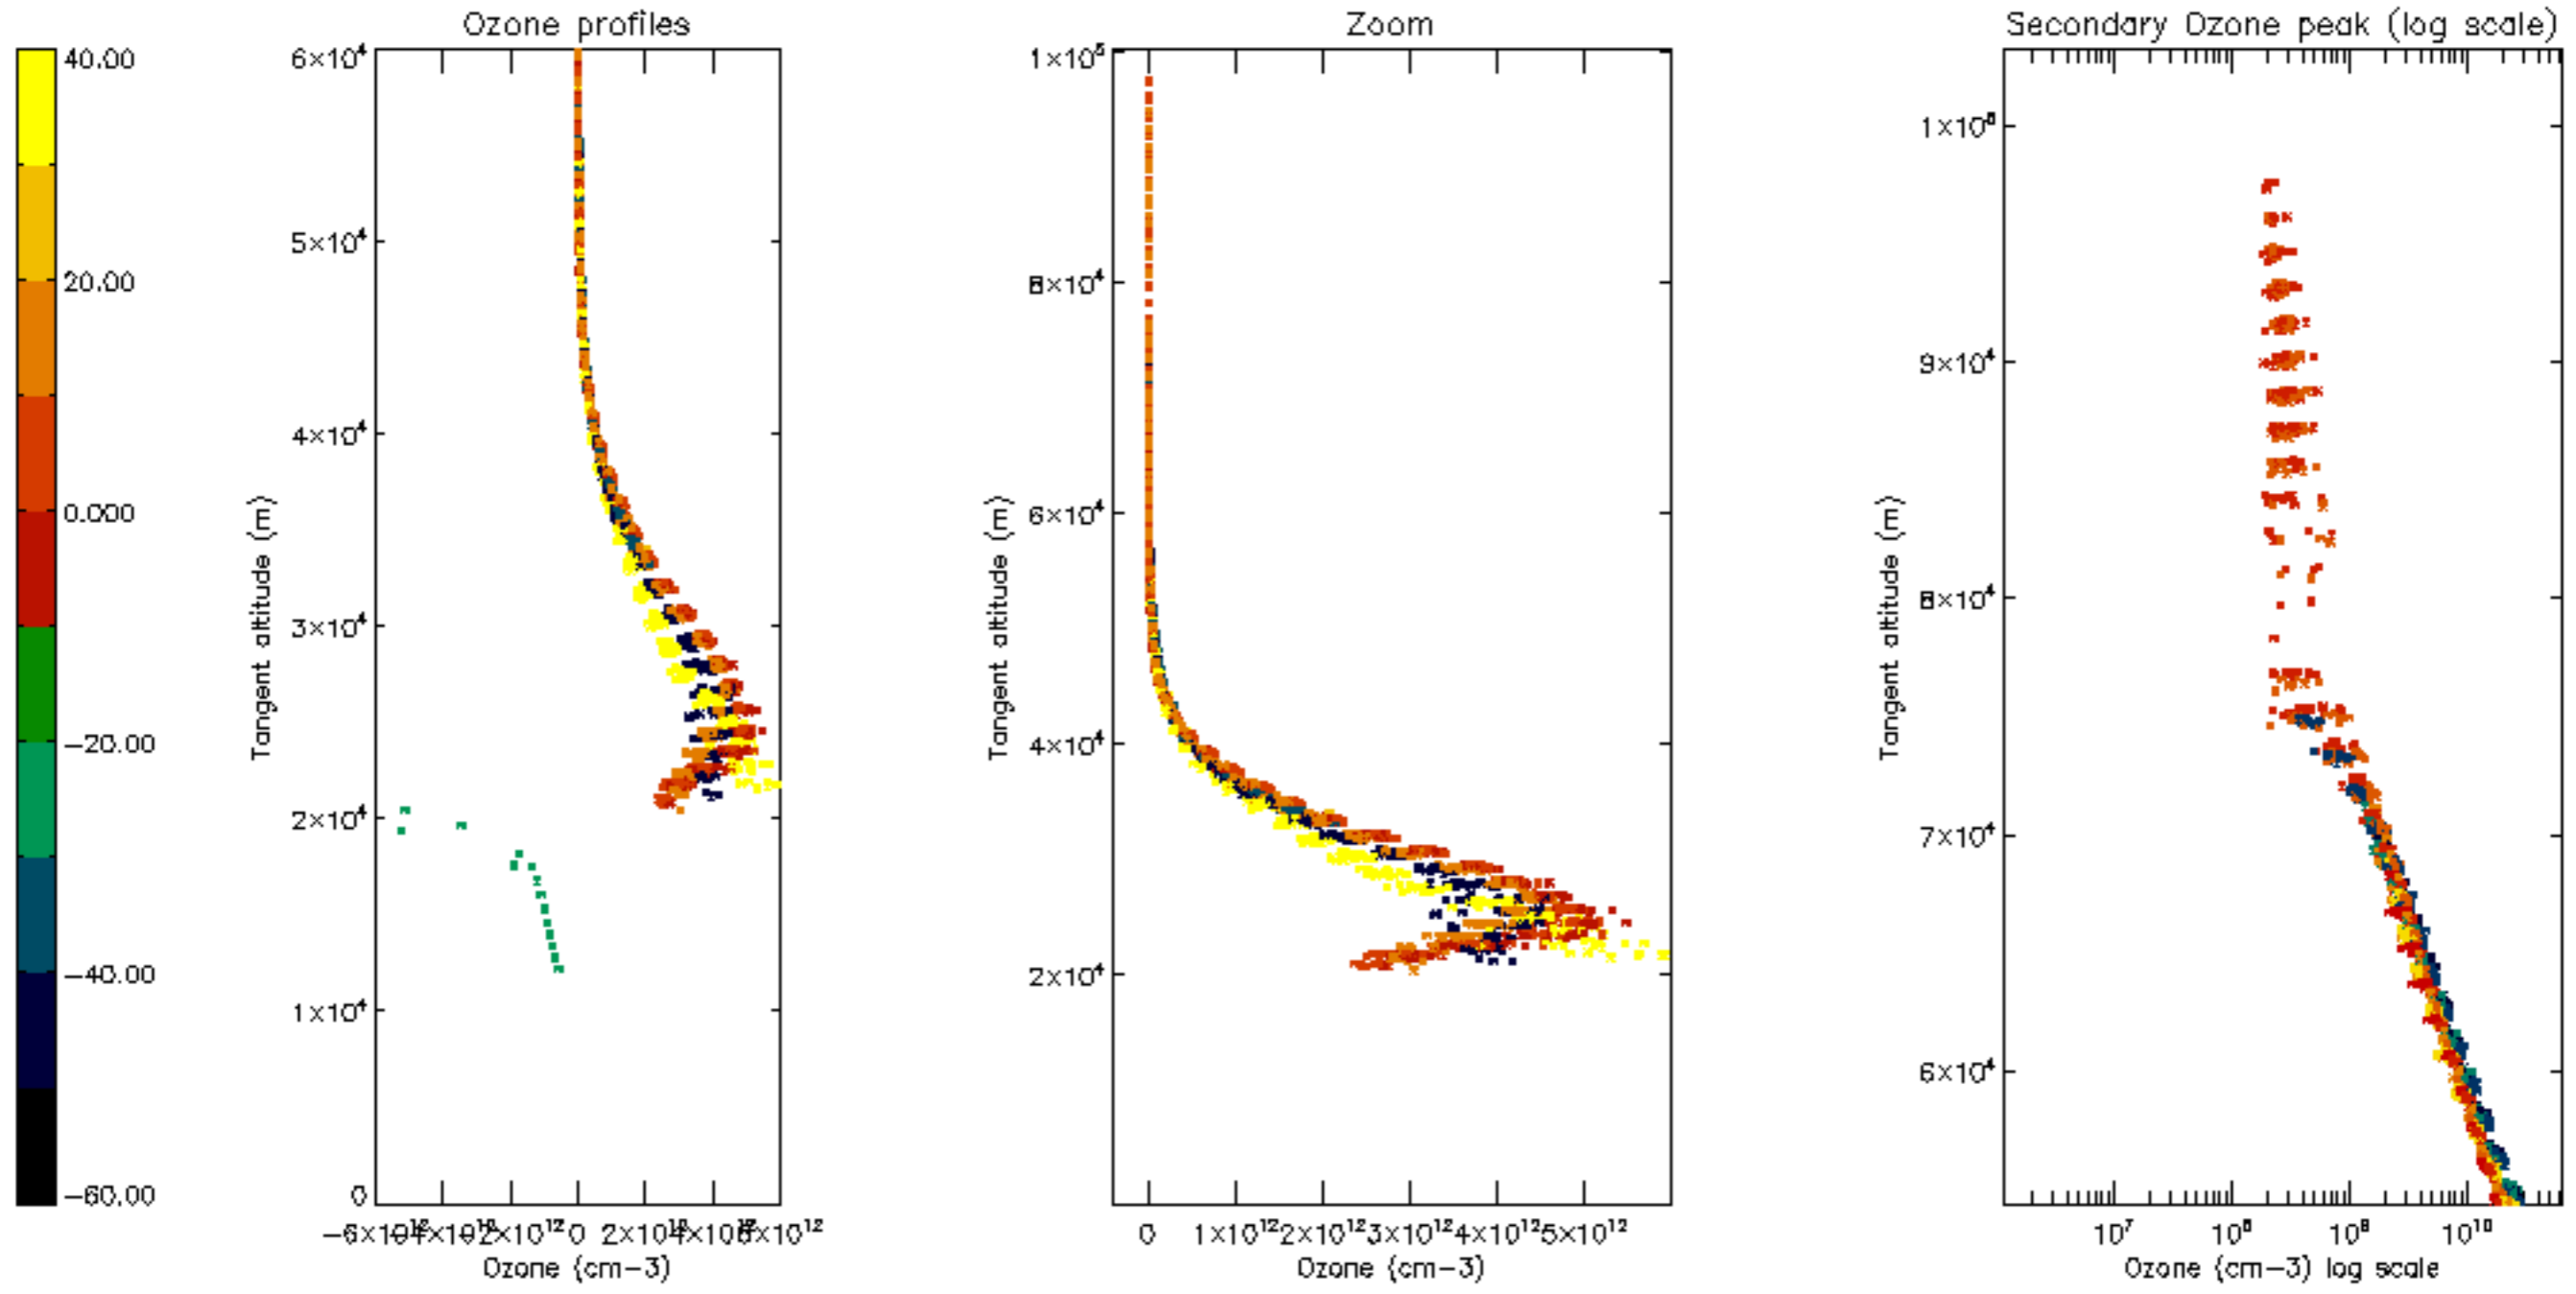 Ozone profiles
Zoom
Secondary Ozone peak (log scale)
40.00
20.00
0.000
−20.00
−40.00
−60.00
6×10⁴
5×10⁴
4×10⁴
3×10⁴
2×10⁴
1×10⁴
0
Tangent altitude (m)
0
Ozone (cm−3)
1×10⁵
8×10⁴
6×10⁴
4×10⁴
2×10⁴
Tangent altitude (m)
0 1×10¹² 2×10¹² 3×10¹² 4×10¹² 5×10¹²
Ozone (cm−3)
9×10⁴
8×10⁴
7×10⁴
6×10⁴
Tangent altitude (m)
10⁷ 10⁸ 10⁹ 10¹⁰
Ozone (cm−3) log scale